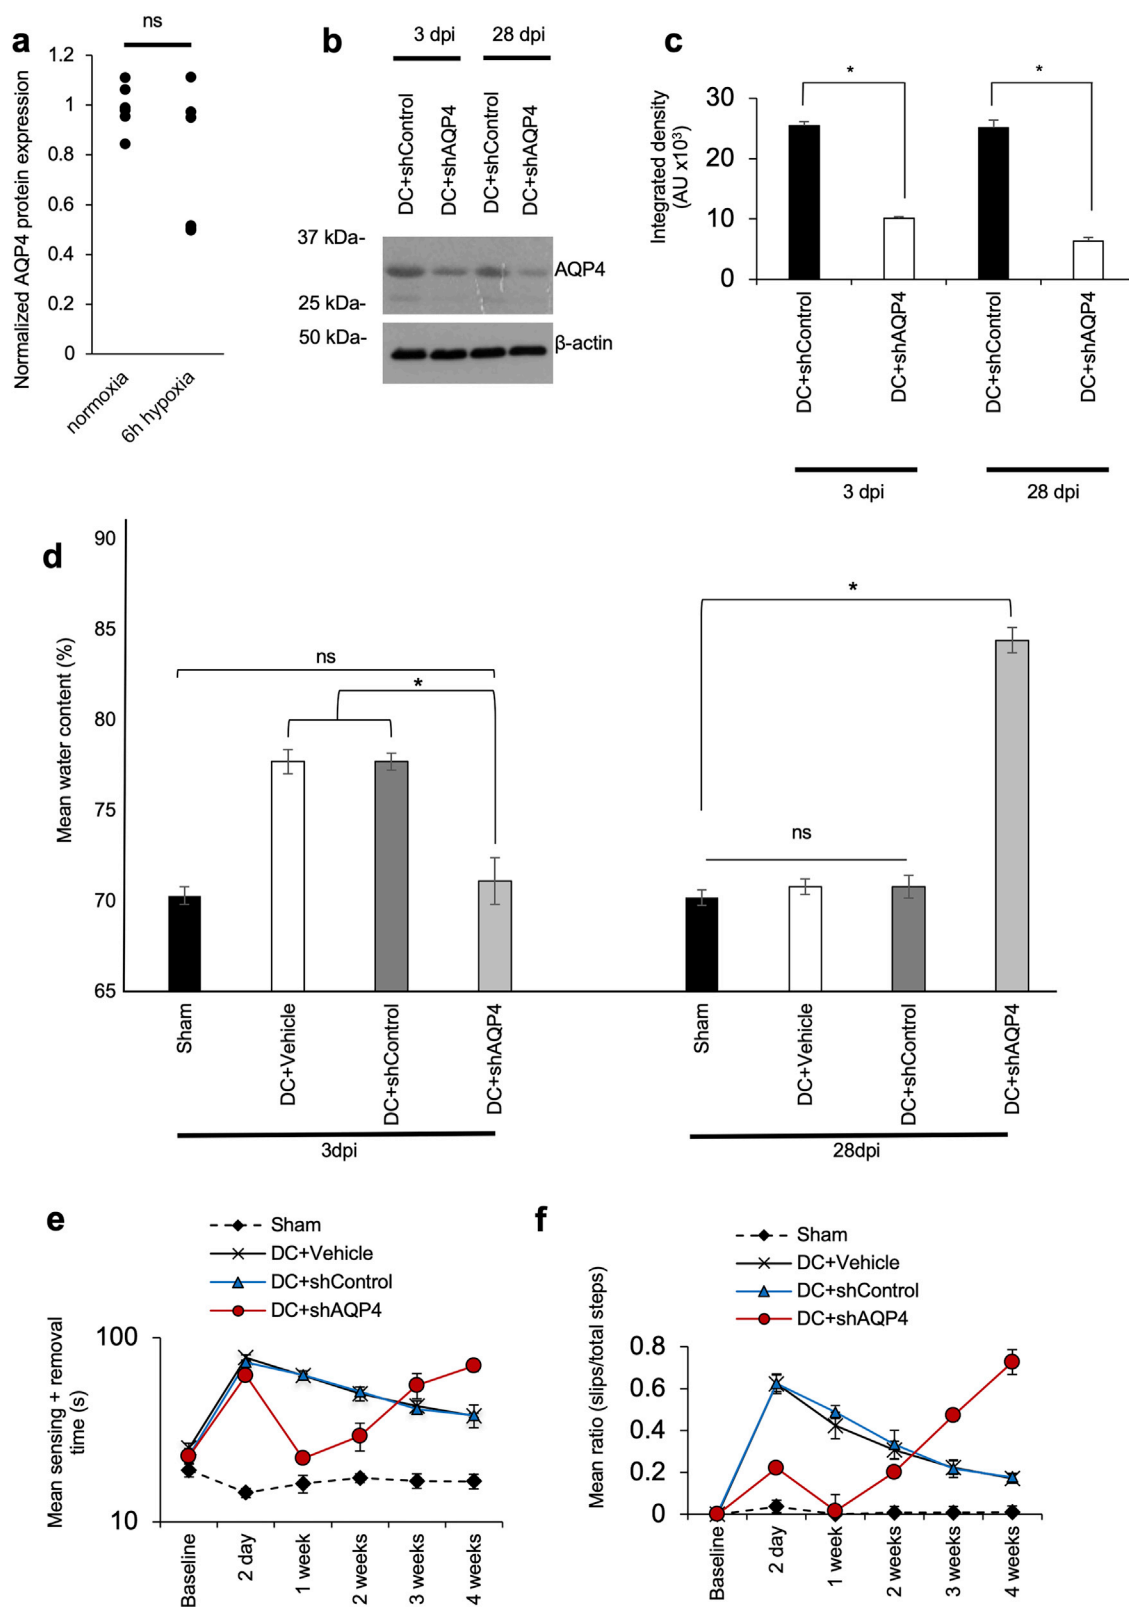 a
ns
Normalized AQP4 protein expression
1.2
1
0.8
0.6
0.4
0.2
0
normoxia
6h hypoxia
b
3 dpi
28 dpi
DC+shControl
DC+shAQP4
DC+shControl
DC+shAQP4
37 kDa-
25 kDa-
50 kDa-
AQP4
β-actin
c
*
*
Integrated density
(AU x10³)
30
20
10
0
DC+shControl
DC+shAQP4
DC+shControl
DC+shAQP4
3 dpi
28 dpi
d
Mean water content (%)
90
85
80
75
70
65
ns
*
*
ns
Sham
DC+Vehicle
DC+shControl
DC+shAQP4
Sham
DC+Vehicle
DC+shControl
DC+shAQP4
3dpi
28dpi
e
Sham
DC+Vehicle
DC+shControl
DC+shAQP4
Mean sensing + removal
time (s)
100
10
Baseline
2 day
1 week
2 weeks
3 weeks
4 weeks
f
Sham
DC+Vehicle
DC+shControl
DC+shAQP4
Mean ratio (slips/total steps)
0.8
0.6
0.4
0.2
0
Baseline
2 day
1 week
2 weeks
3 weeks
4 weeks